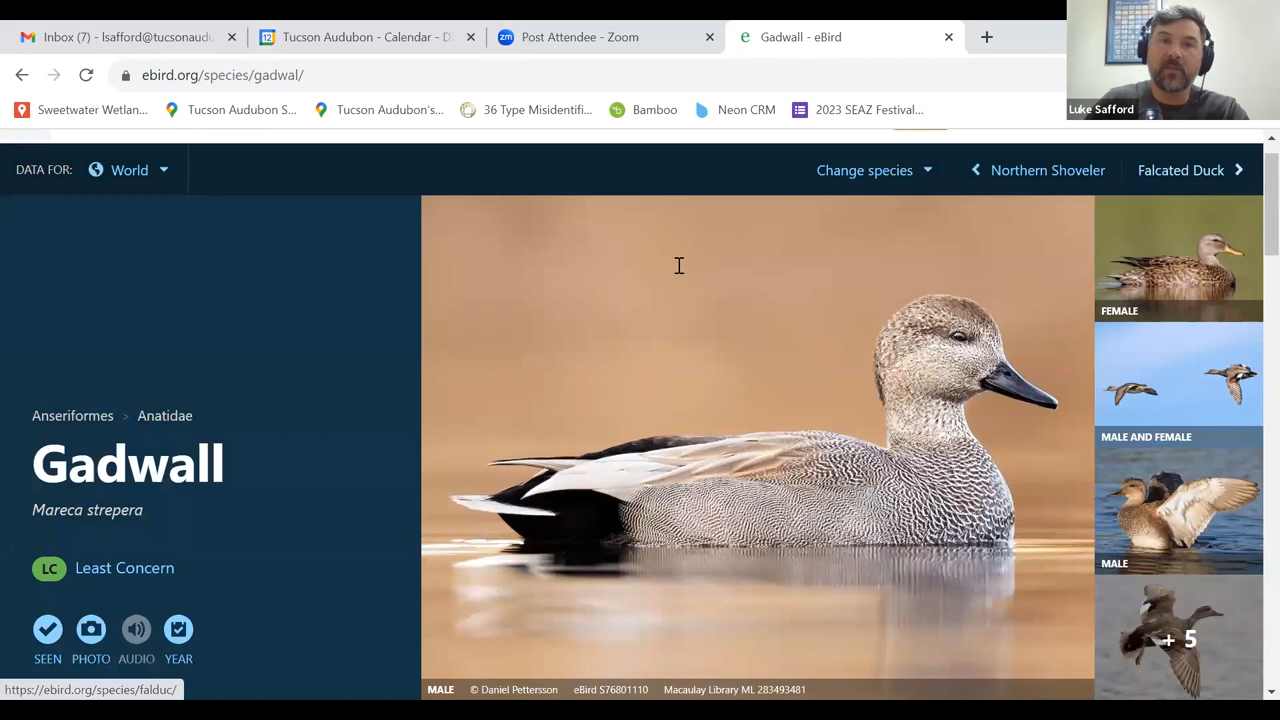 Inbox (7) - lsafford@tucsonaudu
Tucson Audubon - Calendar - D
Post Attendee - Zoom
Gadwall - eBird
ebird.org/species/gadwal/
Sweetwater Wetlan...
Tucson Audubon S...
Tucson Audubon's...
36 Type Misidentifi...
Bamboo
Neon CRM
2023 SEAZ Festival...
Luke Safford
DATA FOR: World
Change species
Northern Shoveler
Falcated Duck
Anseriformes > Anatidae
Gadwall
Mareca strepera
LC Least Concern
SEEN PHOTO AUDIO YEAR
FEMALE
MALE AND FEMALE
MALE
+ 5
https://ebird.org/species/falduc/
MALE © Daniel Pettersson eBird S76801110 Macaulay Library ML 283493481